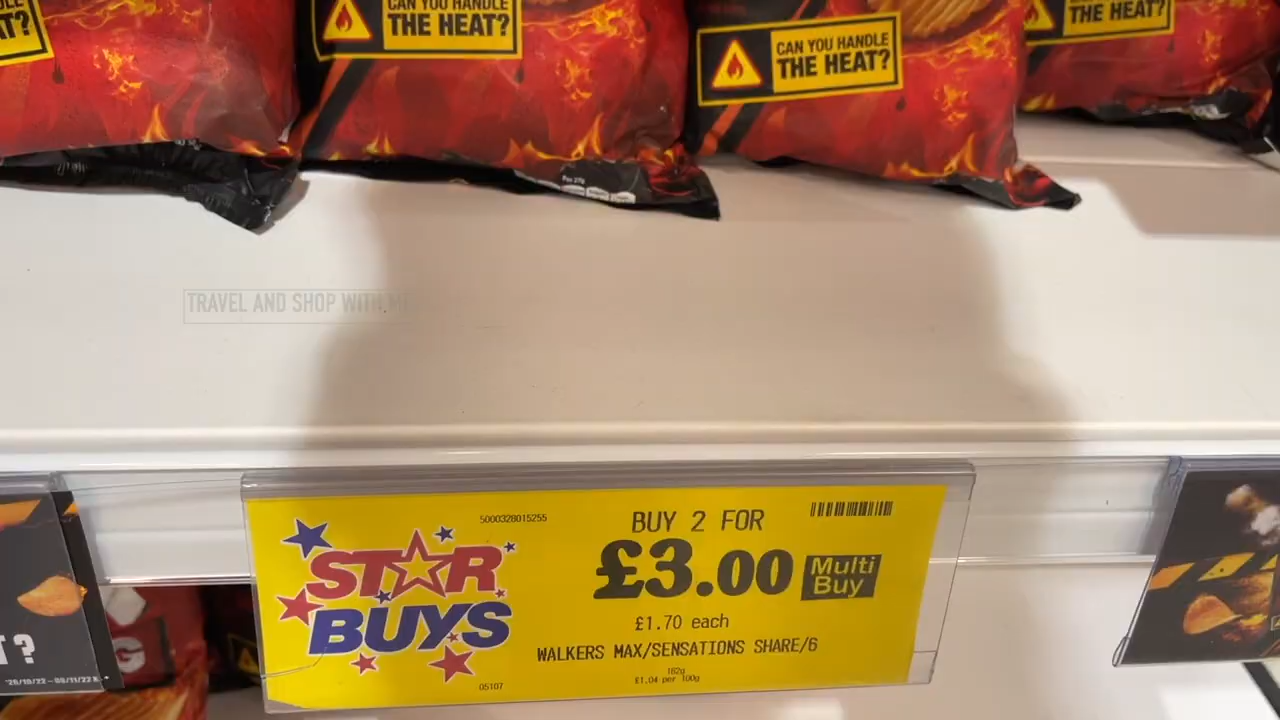 T?
CAN YOU HANDLE
THE HEAT?
CAN YOU HANDLE
THE HEAT?
THE HEAT?
TRAVEL AND SHOP WITH ME
5000328015255
BUY 2 FOR
£3.00
Multi
Buy
STAR
BUYS
£1.70 each
WALKERS MAX/SENSATIONS SHARE/6
182g
£1.04 per 100g
05107
T?
G